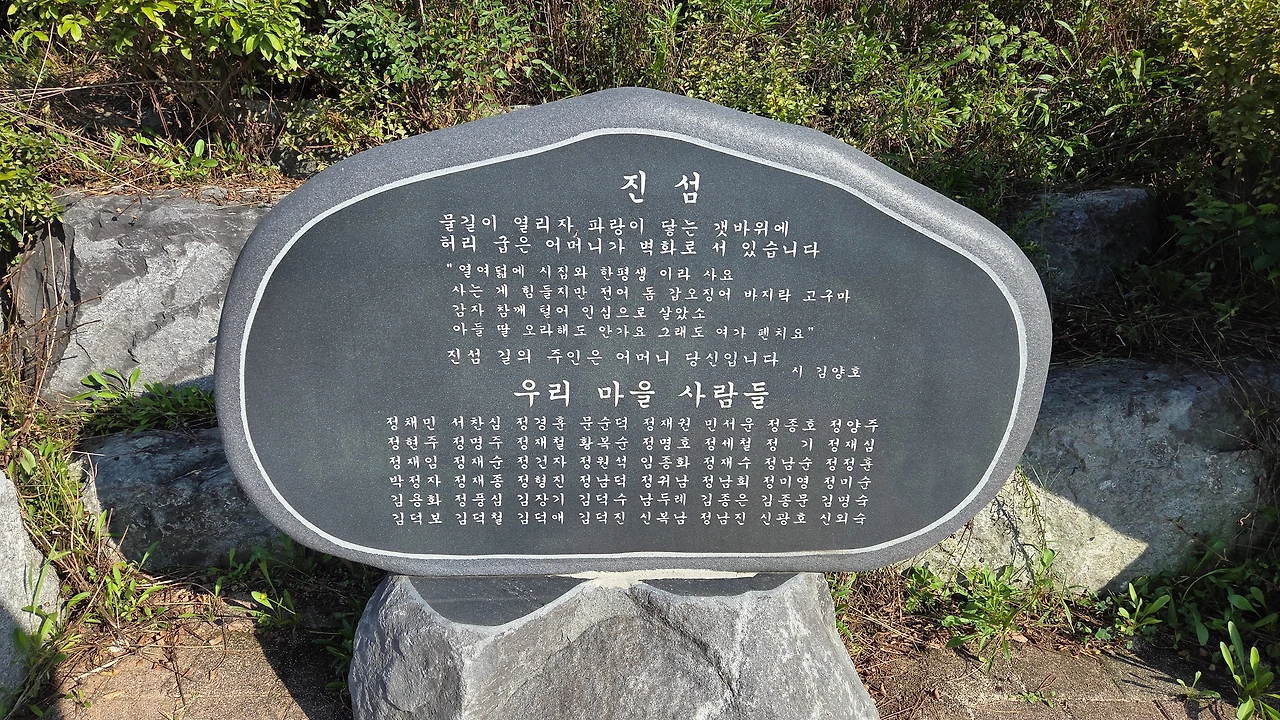 진 섬
물길이 열리자, 파랑이 닿는 갯바위에
허리 굽은 어머니가 벽화로 서 있습니다
"열여덟에 시집와 한평생 이라 사요
사는 게 힘들지만 전어 돔 갑오징어 바지락 고구마
감자 참깨 털어 인심으로 살았소
아들 딸 오라해도 안가요 그래도 여가 펜치요"
진섬 길의 주인은 어머니 당신입니다
시 김양호
우리 마을 사람들
정채민 서찬심 정경흠 문순덕 정재원 민서운 정종호 정양주
정현주 정명주 정재철 황복순 정명호 정세철 정 기 정재심
정재임 정재순 정건자 정원석 임종화 정재수 정남순 정정훈
박정자 정재종 정형진 정남덕 정귀남 정남희 정미영 정미순
김용화 정풍심 김장기 김덕수 남두례 김종은 김종문 김명숙
김덕보 김덕철 김덕애 김덕진 신복남 정남진 신광호 신외숙